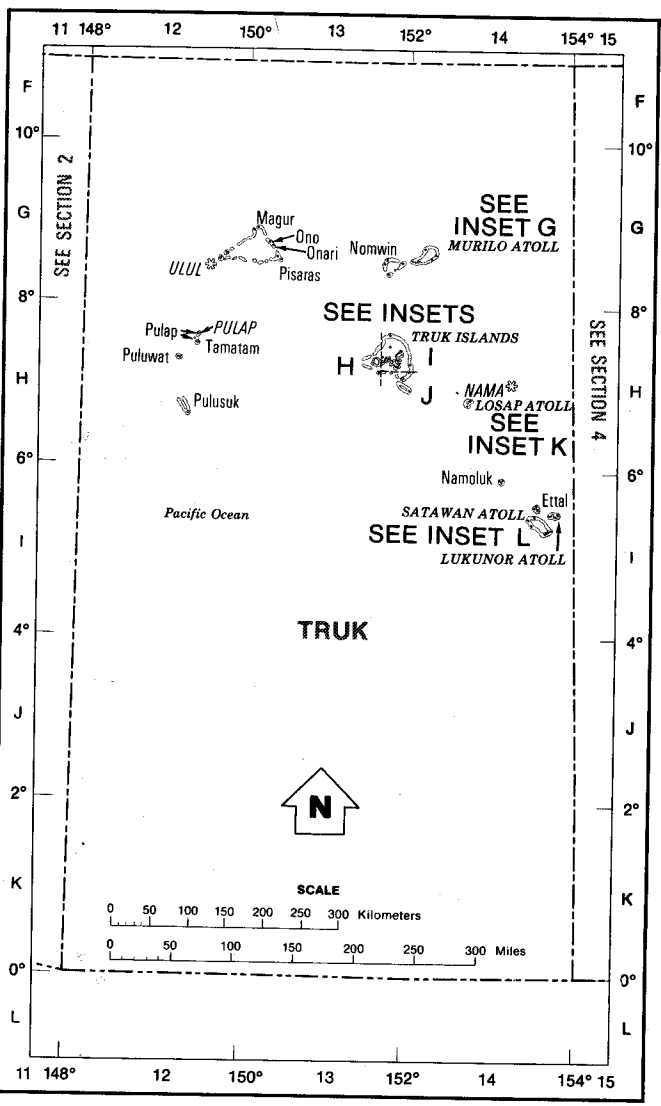 11 148° 12 150° 13 152° 14 154° 15
F F
10° 10°
SEE SECTION 2
G G
SEE
INSET G
MURILO ATOLL
Magur
Ono
Onari
Nomwin
ULUL
Pisaras
8° 8°
SEE INSETS
TRUK ISLANDS
Pulap
PULAP
Tamatam
Puluwat
H I
J
H H
SEE SECTION 4
NAMA
LOSAP ATOLL
Pulusuk
SEE
INSET K
6° 6°
Namoluk
Ettal
SATAWAN ATOLL
Pacific Ocean
SEE INSET L
LUKUNOR ATOLL
I I
TRUK
4° 4°
J J
N
2° 2°
SCALE
K K
0 50 100 150 200 250 300 Kilometers
0 50 100 150 200 300 Miles
0° 0°
L L
11 148° 12 150° 13 152° 14 154° 15